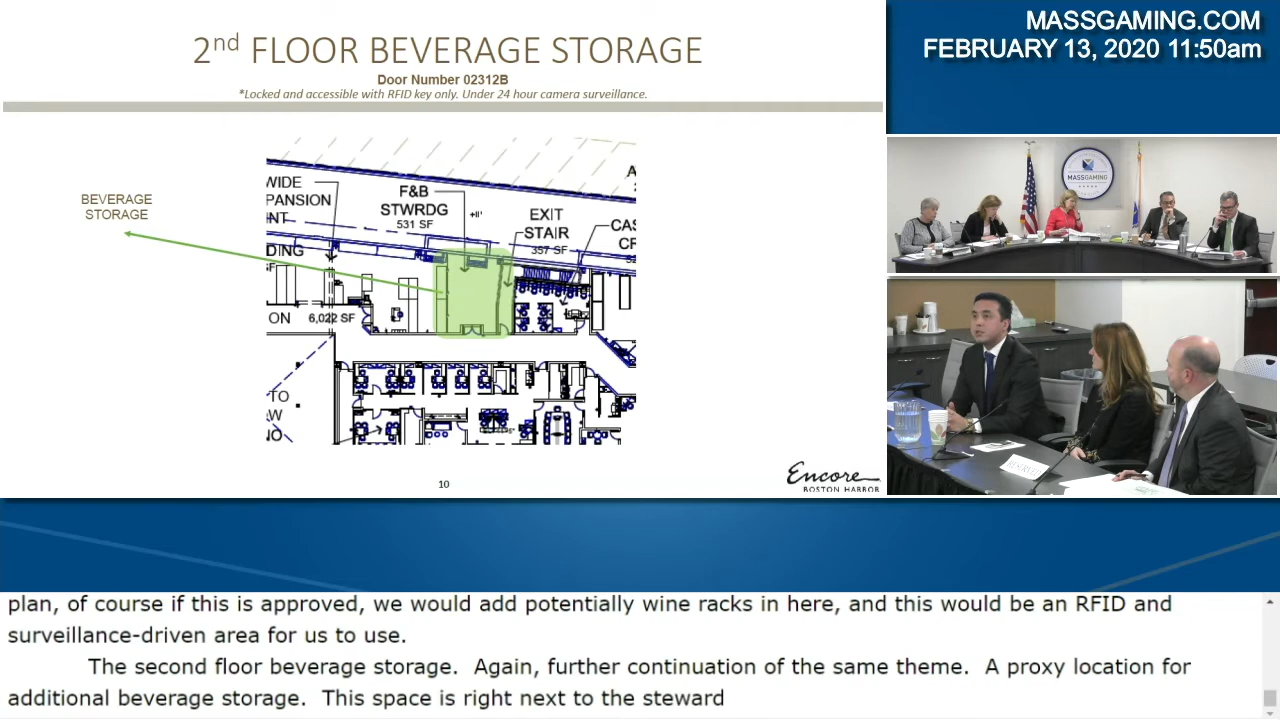 MASSGAMING.COM
FEBRUARY 13, 2020 11:50am
2nd FLOOR BEVERAGE STORAGE
Door Number 02312B
*Locked and accessible with RFID key only. Under 24 hour camera surveillance.
BEVERAGE
STORAGE
WIDE
PANSION
NT
DING
SF
ON
6,022 SF
TO
AW
NO
F&B
STWRDG
531 SF
+II'
EXIT
STAIR
357 SF
CAS
CR
A
10
Encore
BOSTON HARBOR
MASSGAMING
RESERVED
plan, of course if this is approved, we would add potentially wine racks in here, and this would be an RFID and
surveillance-driven area for us to use.
The second floor beverage storage. Again, further continuation of the same theme. A proxy location for
additional beverage storage. This space is right next to the steward